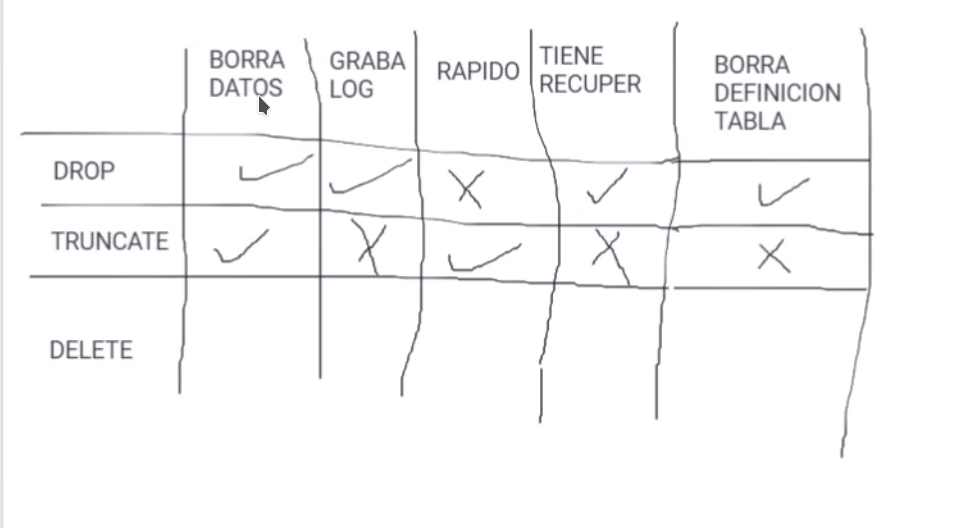 BORRA
DATOS
GRABA
LOG
RAPIDO
TIENE
RECUPER
BORRA
DEFINICION
TABLA
DROP
TRUNCATE
DELETE